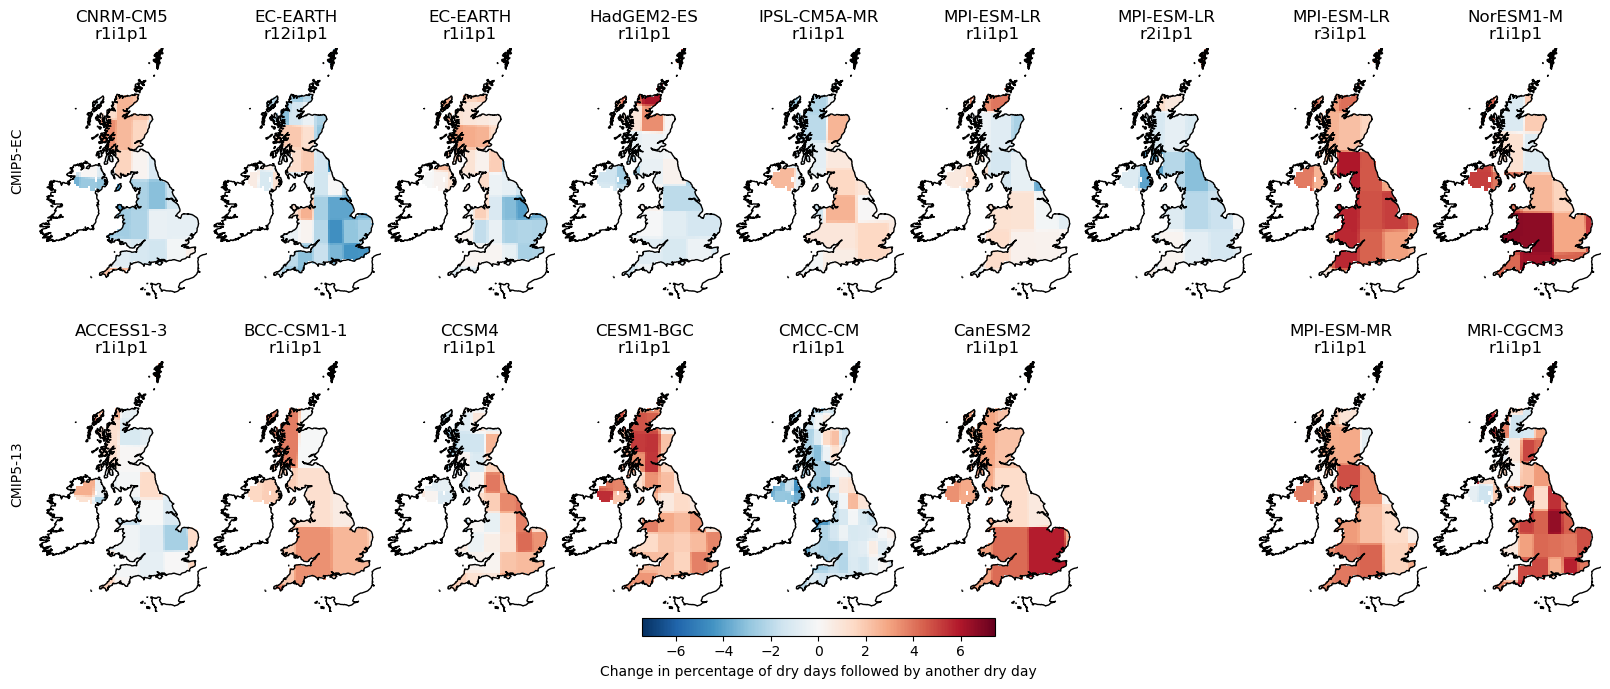 CNRM-CM5 EC-EARTH EC-EARTH HadGEM2-ES IPSL-CM5A-MR MPI-ESM-LR MPI-ESM-LR MPI-ESM-LR NorESM1-M
r1i1p1 r12i1p1 r1i1p1 r1i1p1 r1i1p1 r1i1p1 r2i1p1 r3i1p1 r1i1p1
CMIP5-EC
ACCESS1-3 BCC-CSM1-1 CCSM4 CESM1-BGC CMCC-CM CanESM2 MPI-ESM-MR MRI-CGCM3
r1i1p1 r1i1p1 r1i1p1 r1i1p1 r1i1p1 r1i1p1 r1i1p1 r1i1p1
CMIP5-13
−6 −4 −2 0 2 4 6
Change in percentage of dry days followed by another dry day